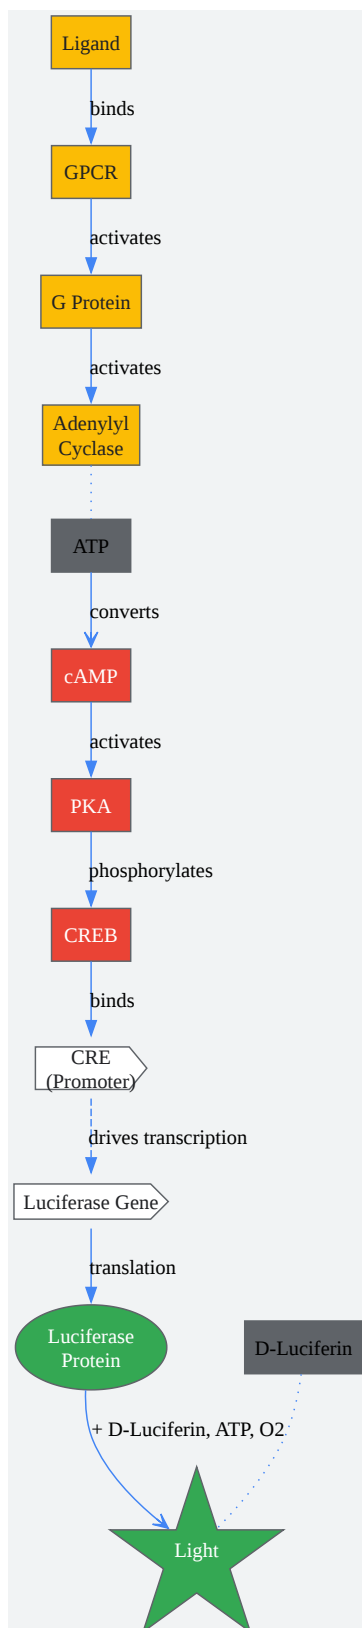 Ligand
binds
GPCR
activates
G Protein
activates
Adenylyl
Cyclase
ATP
converts
cAMP
activates
PKA
phosphorylates
CREB
binds
CRE
(Promoter)
drives transcription
Luciferase Gene
translation
Luciferase
Protein
D-Luciferin
+ D-Luciferin, ATP, O2
Light